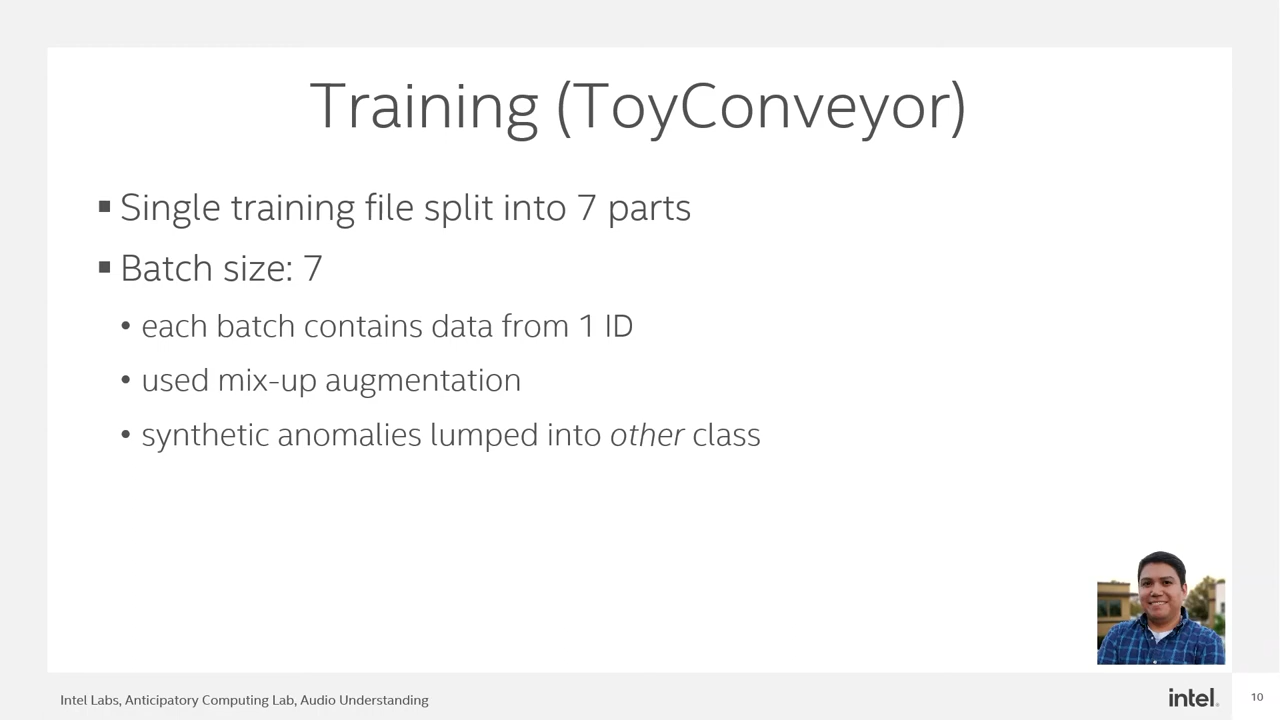 Training (ToyConveyor)
▪ Single training file split into 7 parts
▪ Batch size: 7
• each batch contains data from 1 ID
• used mix-up augmentation
• synthetic anomalies lumped into other class
Intel Labs, Anticipatory Computing Lab, Audio Understanding
intel.
10